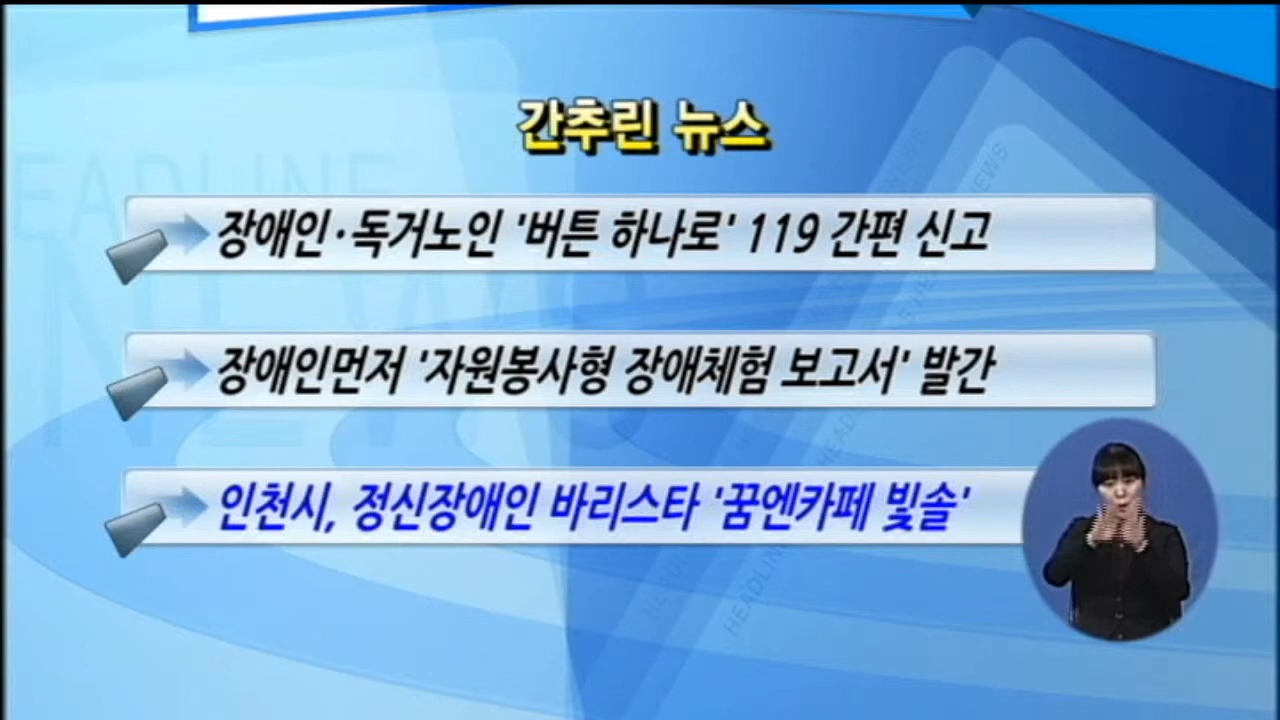 간추린 뉴스
장애인·독거노인 '버튼 하나로' 119 간편 신고
장애인먼저 '자원봉사형 장애체험 보고서' 발간
인천시, 정신장애인 바리스타 '꿈엔카페 빛솔'
HEADLINE
NEWS